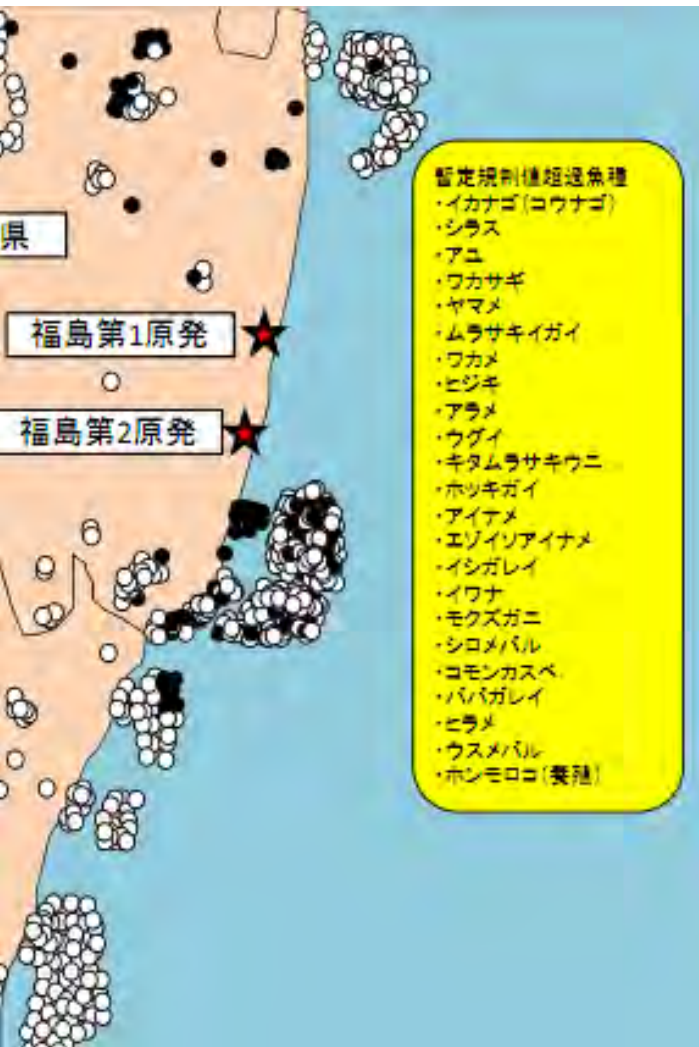 県
福島第1原発
福島第2原発
暫定規制値超過魚種
・イカナゴ(コウナゴ)
・シラス
・アユ
・ワカサギ
・ヤマメ
・ムラサキイガイ
・ワカメ
・ヒジキ
・アラメ
・ウグイ
・キタムラサキウニ
・ホッキガイ
・アイナメ
・エゾイソアイナメ
・イシガレイ
・イワナ
・モクズガニ
・シロメバル
・コモンカスベ
・ババガレイ
・ヒラメ
・ウスメバル
・ホンモロコ(養殖)